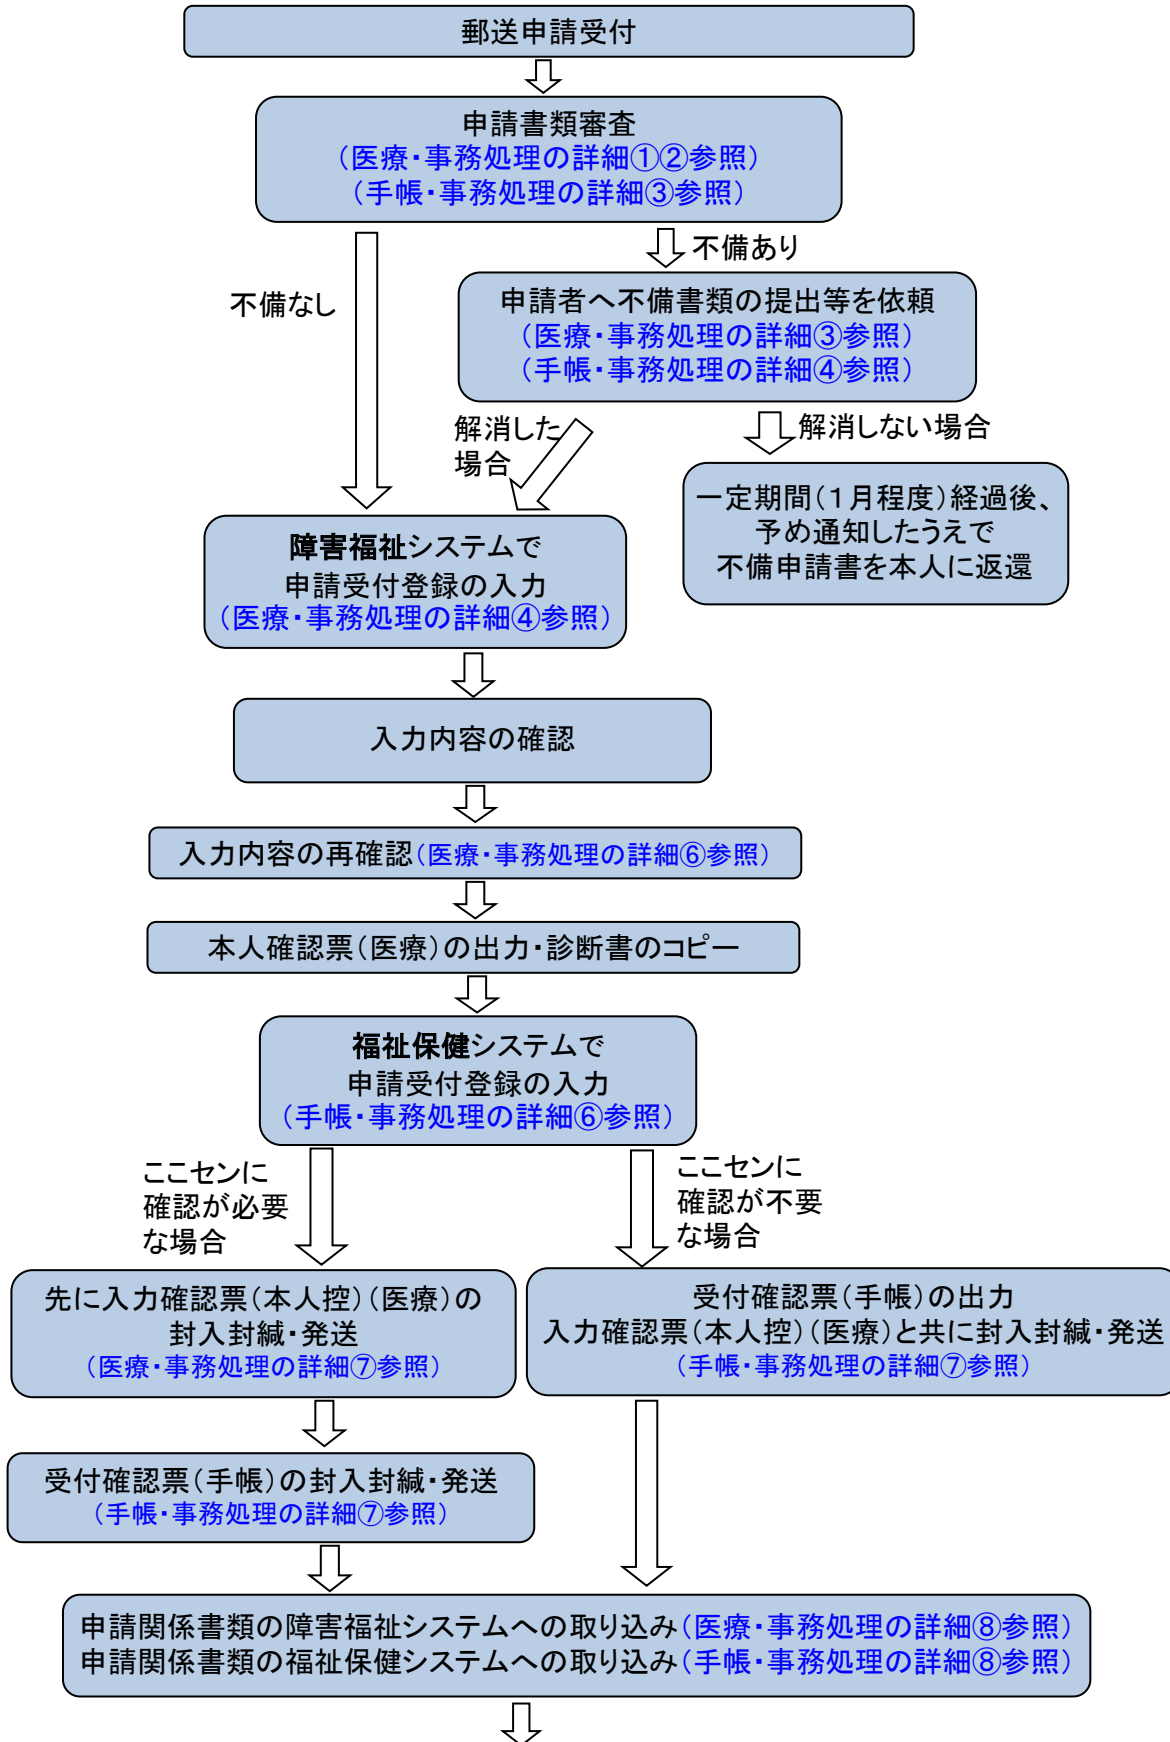 郵送申請受付
申請書類審査
（医療・事務処理の詳細①②参照）
（手帳・事務処理の詳細③参照）
不備なし
不備あり
申請者へ不備書類の提出等を依頼
（医療・事務処理の詳細③参照）
（手帳・事務処理の詳細④参照）
解消した
場合
解消しない場合
一定期間（１月程度）経過後、
予め通知したうえで
不備申請書を本人に返還
障害福祉システムで
申請受付登録の入力
（医療・事務処理の詳細④参照）
入力内容の確認
入力内容の再確認（医療・事務処理の詳細⑥参照）
本人確認票（医療）の出力・診断書のコピー
福祉保健システムで
申請受付登録の入力
（手帳・事務処理の詳細⑥参照）
ここセンに
確認が必要
な場合
ここセンに
確認が不要
な場合
先に入力確認票（本人控）（医療）の
封入封緘・発送
（医療・事務処理の詳細⑦参照）
受付確認票（手帳）の出力
入力確認票（本人控）（医療）と共に封入封緘・発送
（手帳・事務処理の詳細⑦参照）
受付確認票（手帳）の封入封緘・発送
（手帳・事務処理の詳細⑦参照）
申請関係書類の障害福祉システムへの取り込み（医療・事務処理の詳細⑧参照）
申請関係書類の福祉保健システムへの取り込み（手帳・事務処理の詳細⑧参照）